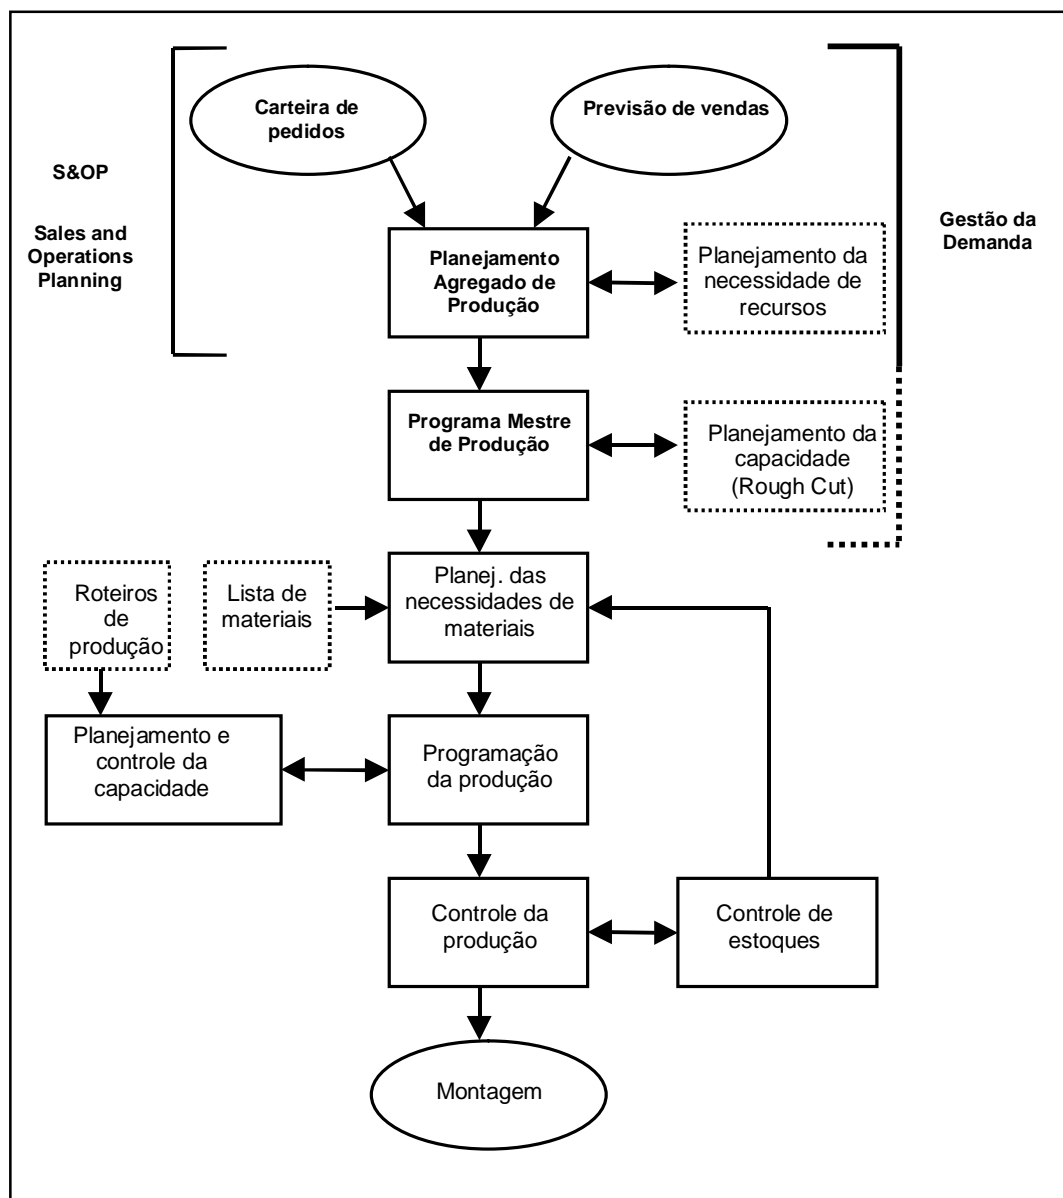 Carteira de
pedidos
Previsão de vendas
S&OP
Sales and
Operations
Planning
Gestão da
Demanda
Planejamento
Agregado de
Produção
Planejamento da
necessidade de
recursos
Programa Mestre
de Produção
Planejamento da
capacidade
(Rough Cut)
Roteiros
de
produção
Lista de
materiais
Planej. das
necessidades de
materiais
Planejamento e
controle da
capacidade
Programação
da produção
Controle da
produção
Controle de
estoques
Montagem